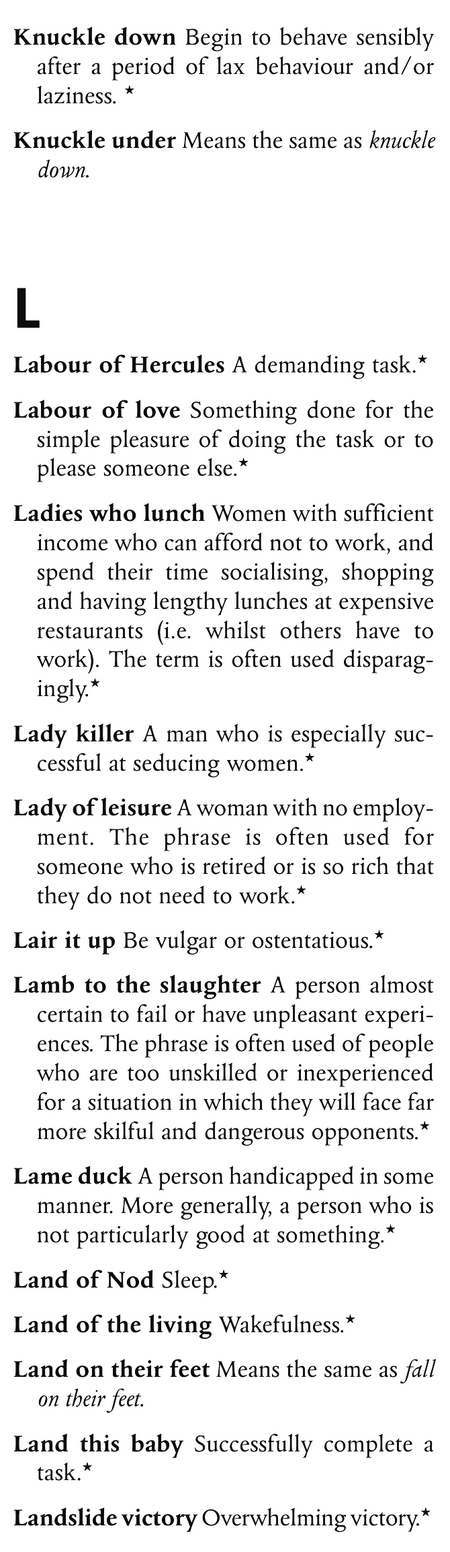 Knuckle down Begin to behave sensibly
after a period of lax behaviour and/or
laziness. ★
Knuckle under Means the same as knuckle
down.
L
Labour of Hercules A demanding task.★
Labour of love Something done for the
simple pleasure of doing the task or to
please someone else.★
Ladies who lunch Women with sufficient
income who can afford not to work, and
spend their time socialising, shopping
and having lengthy lunches at expensive
restaurants (i.e. whilst others have to
work). The term is often used disparag-
ingly.★
Lady killer A man who is especially suc-
cessful at seducing women.★
Lady of leisure A woman with no employ-
ment. The phrase is often used for
someone who is retired or is so rich that
they do not need to work.★
Lair it up Be vulgar or ostentatious.★
Lamb to the slaughter A person almost
certain to fail or have unpleasant experi-
ences. The phrase is often used of people
who are too unskilled or inexperienced
for a situation in which they will face far
more skilful and dangerous opponents.★
Lame duck A person handicapped in some
manner. More generally, a person who is
not particularly good at something.★
Land of Nod Sleep.★
Land of the living Wakefulness.★
Land on their feet Means the same as fall
on their feet.
Land this baby Successfully complete a
task.★
Landslide victory Overwhelming victory.★